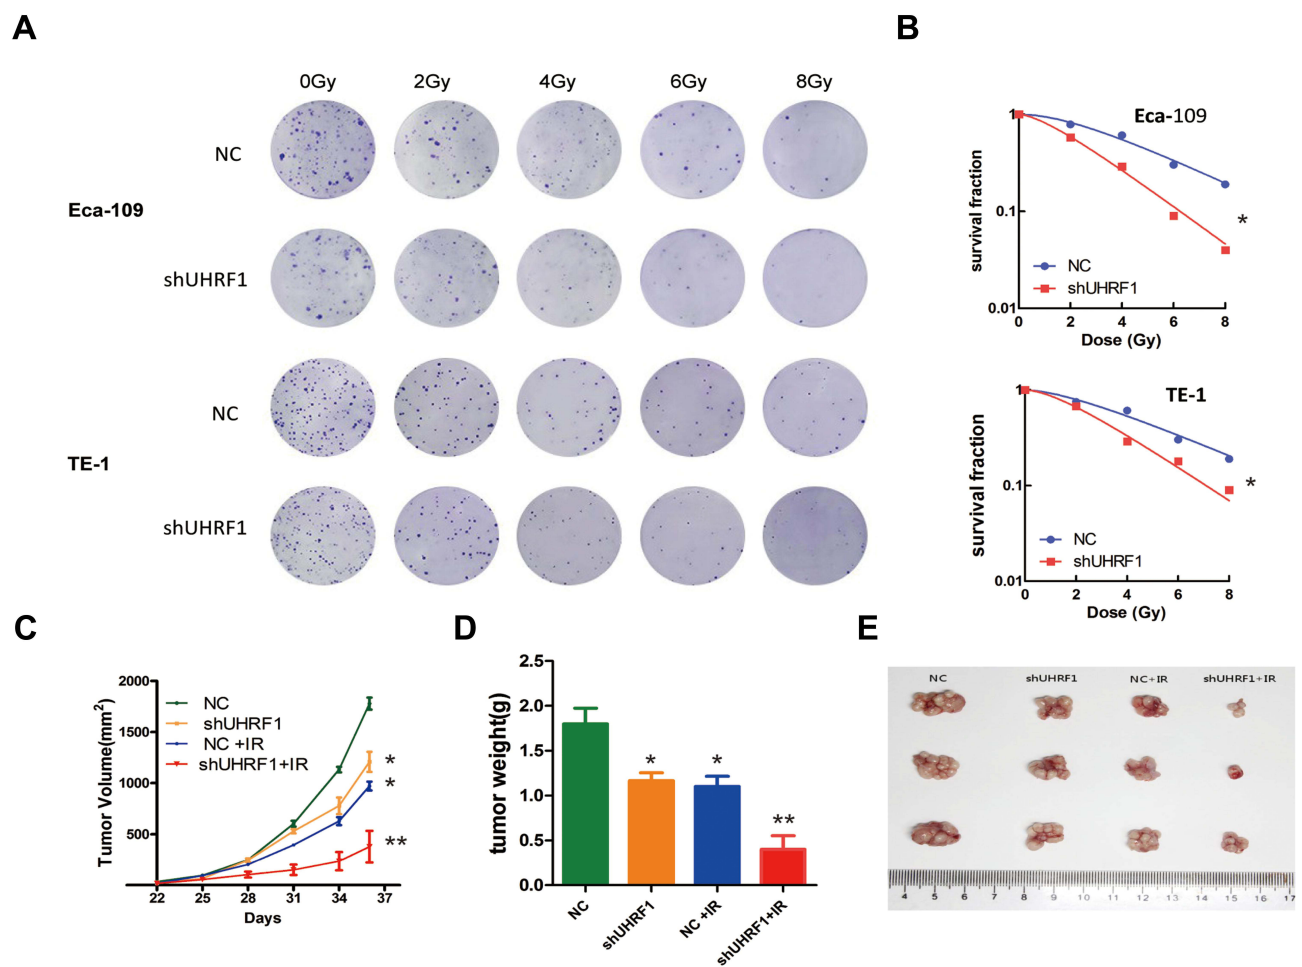 A
0Gy 2Gy 4Gy 6Gy 8Gy
NC
Eca-109
shUHRF1
NC
TE-1
shUHRF1
B
Eca-109
1
0.1
0.01
survival fraction
NC
shUHRF1
*
0 2 4 6 8
Dose (Gy)
TE-1
1
0.1
0.01
survival fraction
NC
shUHRF1
*
0 2 4 6 8
Dose (Gy)
C
Tumor Volume(mm²)
2000
1500
1000
500
NC
shUHRF1
NC +IR
shUHRF1+IR
*
*
**
22 25 28 31 34 37
Days
D
tumor weight(g)
2.5
2.0
1.5
1.0
0.5
0.0
* * **
NC shUHRF1 NC +IR shUHRF1+IR
E
NC shUHRF1 NC+IR shUHRF1+IR
4 5 6 7 8 9 10 11 12 13 14 15 16 17